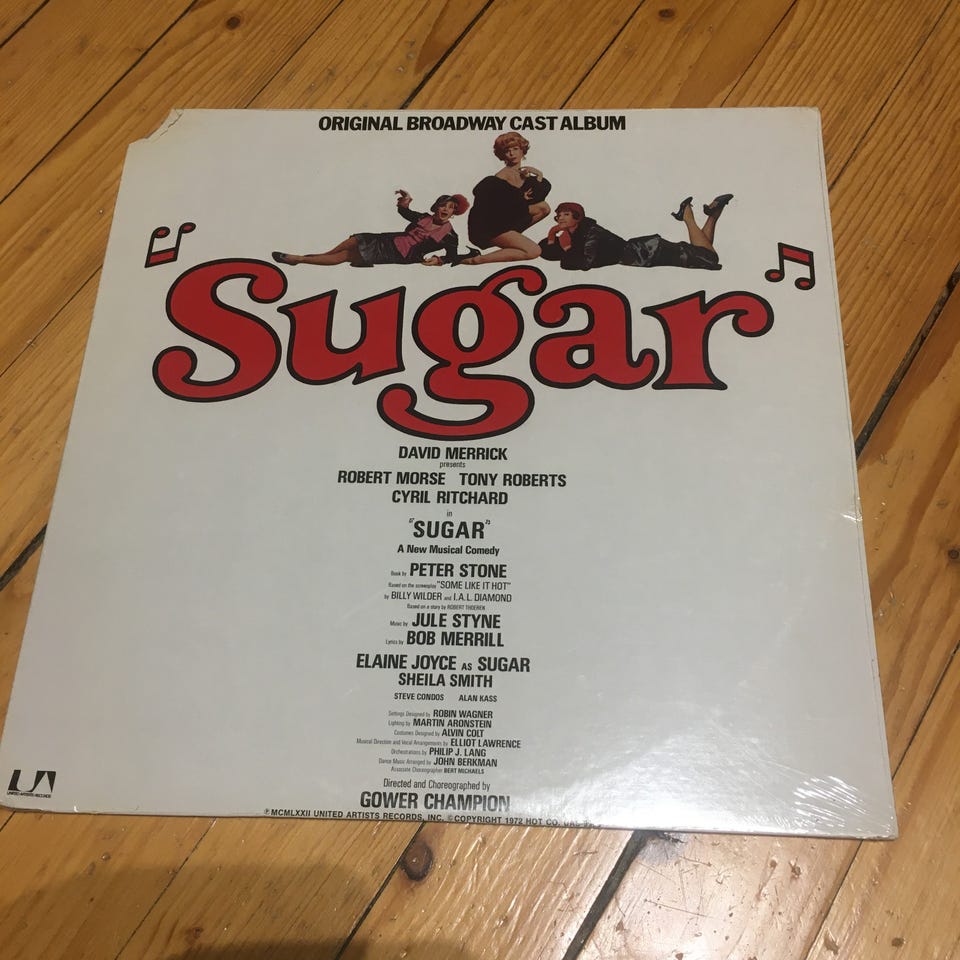 ORIGINAL BROADWAY CAST ALBUM
Sugar
DAVID MERRICK
presents
ROBERT MORSE TONY ROBERTS
CYRIL RITCHARD
in
"SUGAR"
A New Musical Comedy
Book by PETER STONE
Based on the screenplay "SOME LIKE IT HOT"
by BILLY WILDER and I.A.L. DIAMOND
Based on a story by ROBERT THOEREN
Music by JULE STYNE
Lyrics by BOB MERRILL
ELAINE JOYCE AS SUGAR
SHEILA SMITH
STEVE CONDOS ALAN KASS
Settings Designed by ROBIN WAGNER
Lighting by MARTIN ARONSTEIN
Costumes Designed by ALVIN COLT
Musical Direction and Vocal Arrangements by ELLIOT LAWRENCE
Orchestrations by PHILIP J. LANG
Dance Music Arranged by JOHN BERKMAN
Associate Choreographer BERT MICHAELS
Directed and Choreographed by
GOWER CHAMPION
UA
UNITED ARTISTS RECORDS
℗ MCMLXXII UNITED ARTISTS RECORDS, INC. © COPYRIGHT 1972 HOT CO.